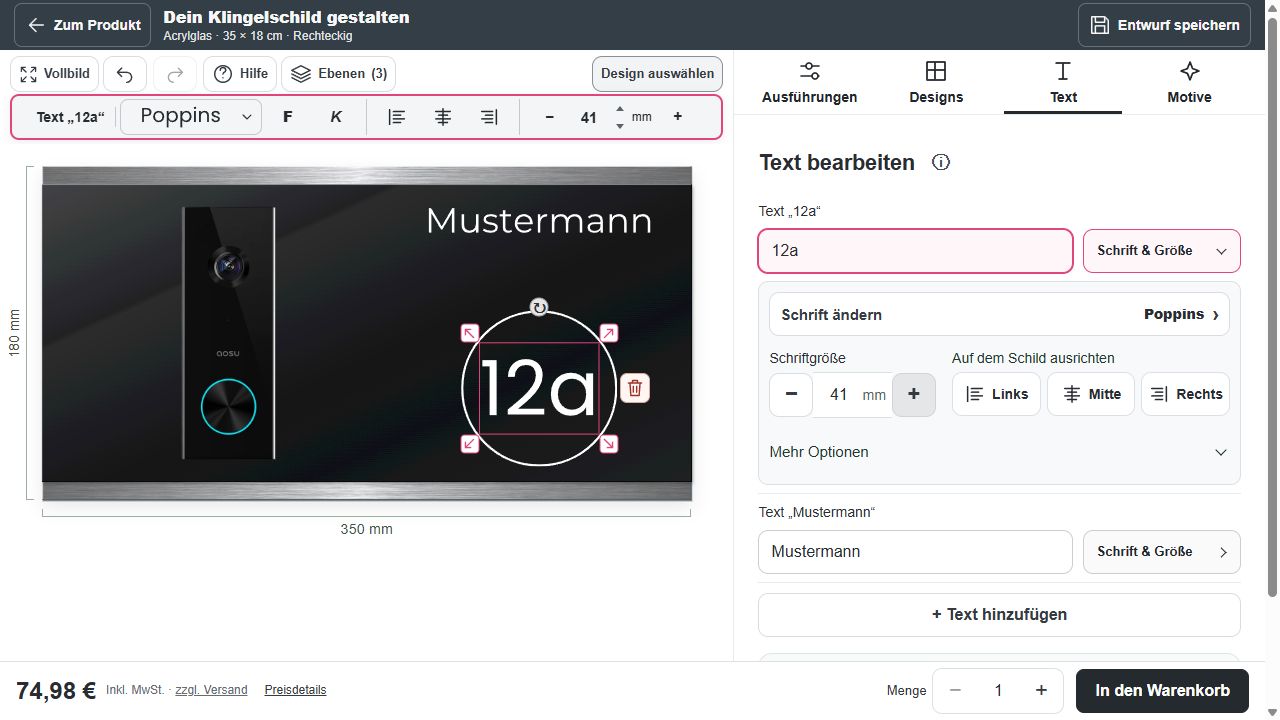 Zum Produkt
Dein Klingelschild gestalten
Acrylglas · 35 × 18 cm · Rechteckig
Entwurf speichern
Vollbild
Hilfe
Ebenen (3)
Design auswählen
Text „12a“
Poppins
F
K
− 41 mm +
Ausführungen
Designs
Text
Motive
180 mm
Mustermann
aosu
12a
350 mm
Text bearbeiten
Text „12a“
12a
Schrift & Größe
Schrift ändern
Poppins ›
Schriftgröße
Auf dem Schild ausrichten
− 41 mm +
Links
Mitte
Rechts
Mehr Optionen
Text „Mustermann“
Mustermann
Schrift & Größe
+ Text hinzufügen
74,98 €
Inkl. MwSt. · zzgl. Versand
Preisdetails
Menge
− 1 +
In den Warenkorb